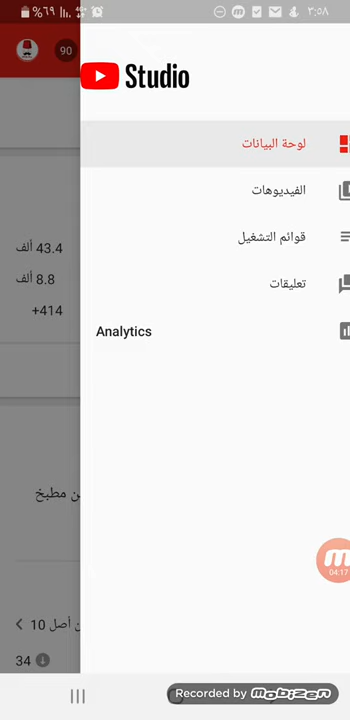 %٦٩
٣:٥٨
90
Studio
لوحة البيانات
الفيديوهات
قوائم التشغيل
تعليقات
Analytics
43.4 ألف
8.8 ألف
+414
ن مطبخ
ن أصل 10
34
04:17
Recorded by mobizen